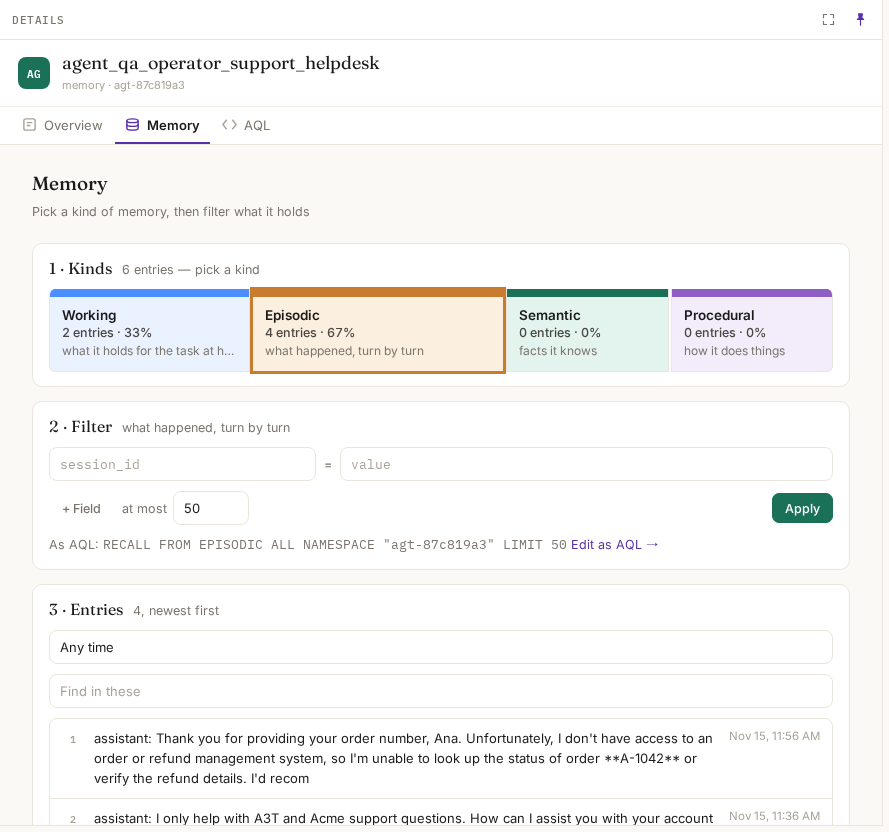 DETAILS
AG
agent_qa_operator_support_helpdesk
memory · agt-87c819a3
Overview
Memory
AQL
Memory
Pick a kind of memory, then filter what it holds
1 · Kinds 6 entries — pick a kind
Working
2 entries · 33%
what it holds for the task at h…
Episodic
4 entries · 67%
what happened, turn by turn
Semantic
0 entries · 0%
facts it knows
Procedural
0 entries · 0%
how it does things
2 · Filter what happened, turn by turn
session_id = value
+ Field at most 50 Apply
As AQL: RECALL FROM EPISODIC ALL NAMESPACE "agt-87c819a3" LIMIT 50 Edit as AQL →
3 · Entries 4, newest first
Any time
Find in these
1 assistant: Thank you for providing your order number, Ana. Unfortunately, I don't have access to an Nov 15, 11:56 AM
order or refund management system, so I'm unable to look up the status of order **A-1042** or
verify the refund details. I'd recom
2 assistant: I only help with A3T and Acme support questions. How can I assist you with your account Nov 15, 11:36 AM